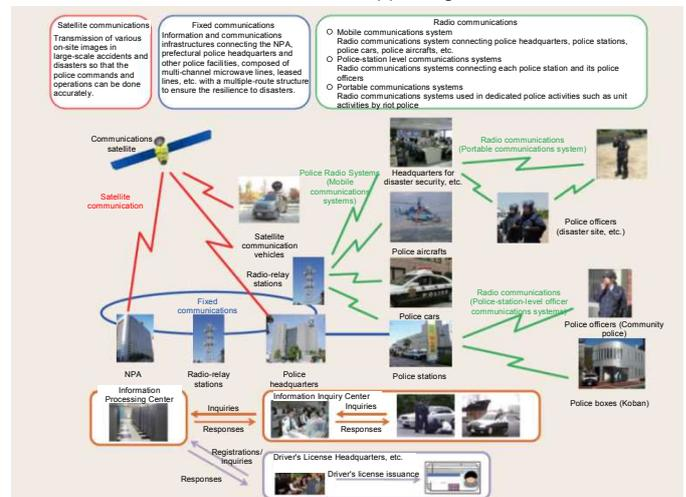 Satellite communications
Transmission of various
on-site images in
large-scale accidents and
disasters so that the
police commands and
operations can be done
accurately.
Fixed communications
Information and communications
infrastructures connecting the NPA,
prefectural police headquarters and
other police facilities, composed of
multi-channel microwave lines, leased
lines, etc. with a multiple-route structure
to ensure the resilience to disasters.
Radio communications
○ Mobile communications system
Radio communications system connecting police headquarters, police stations,
police cars, police aircrafts, etc.
○ Police-station level communications systems
Radio communications systems connecting each police station and its police
officers
○ Portable communications systems
Radio communications systems used in dedicated police activities such as unit
activities by riot police
Communications
satellite
Satellite
communication
Satellite
communication
vehicles
Police Radio Systems
(Mobile
communications
systems)
Headquarters for
disaster security, etc.
Radio communications
(Portable communications system)
Police officers
(disaster site, etc.)
Police aircrafts
Radio-relay
stations
POLICE
Police cars
Radio communications
(Police-station-level officer
communications systems)
Police officers (Community
police)
Fixed
communications
NPA
Radio-relay
stations
Police
headquarters
Police stations
Police boxes (Koban)
Information
Processing Center
Inquiries
Responses
Information Inquiry Center
Inquiries
Responses
Registrations/
inquiries
Responses
Driver's License Headquarters, etc.
Driver's license issuance